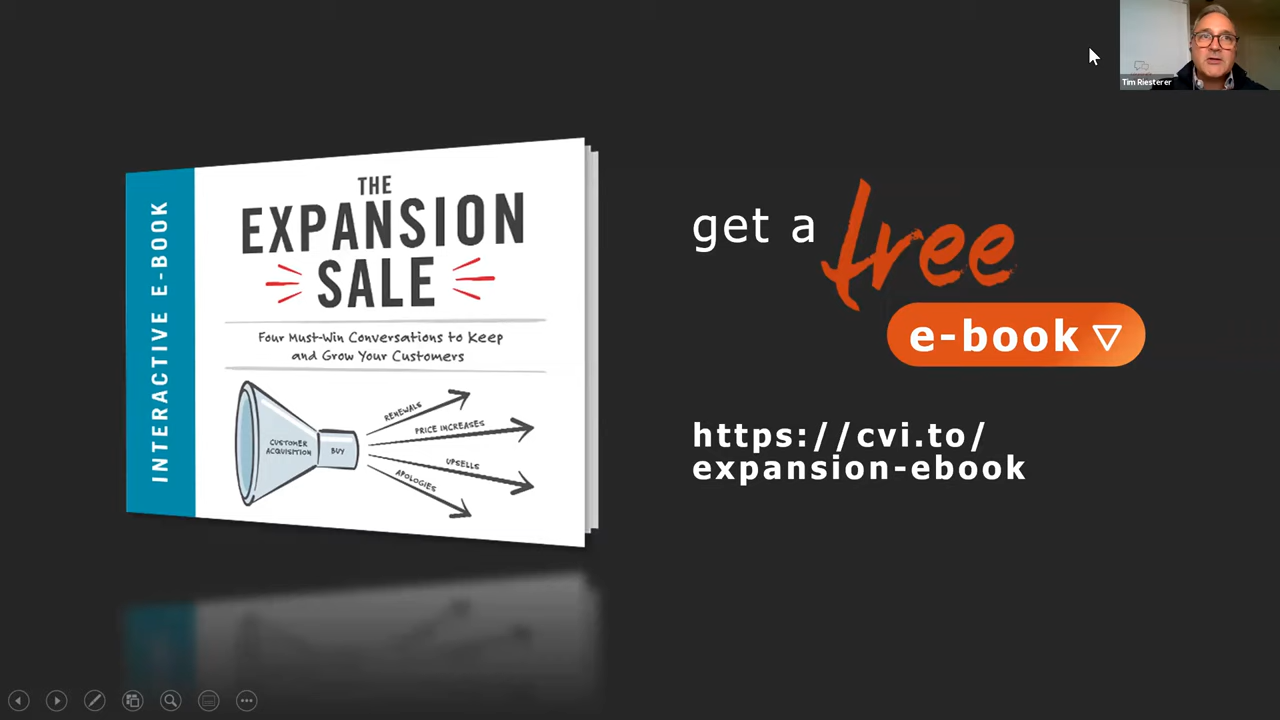 Tim Riesterer
INTERACTIVE E-BOOK
THE
EXPANSION
SALE
Four Must-Win Conversations to Keep
and Grow Your Customers
CUSTOMER
ACQUISITION
BUY
RENEWALS
PRICE INCREASES
UPSELLS
APOLOGIES
get a free
e-book
https://cvi.to/
expansion-ebook